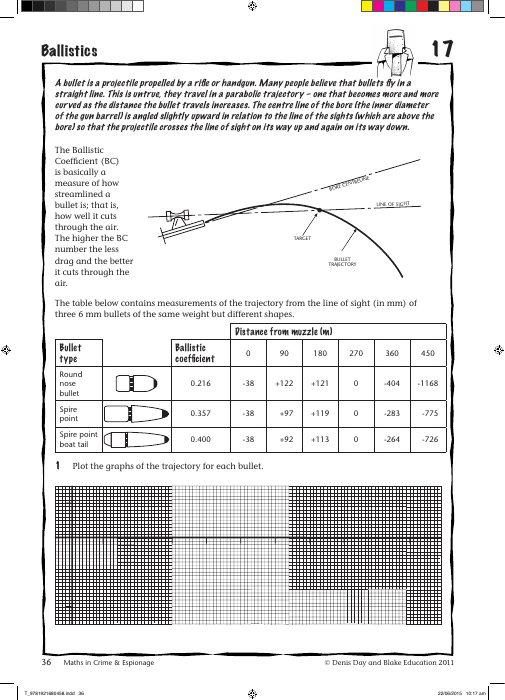 Ballistics
17
A bullet is a projectile propelled by a rifle or handgun. Many people believe that bullets fly in a
straight line. This is untrue, they travel in a parabolic trajectory – one that becomes more and more
curved as the distance the bullet travels increases. The centre line of the bore (the inner diameter
of the gun barrel) is angled slightly upward in relation to the line of the sights (which are above the
bore) so that the projectile crosses the line of sight on its way up and again on its way down.
The Ballistic
Coefficient (BC)
is basically a
measure of how
streamlined a
bullet is; that is,
how well it cuts
through the air.
The higher the BC
number the less
drag and the better
it cuts through the
air.
BORE CENTRELINE
LINE OF SIGHT
TARGET
BULLET
TRAJECTORY
The table below contains measurements of the trajectory from the line of sight (in mm) of
three 6 mm bullets of the same weight but different shapes.
Distance from muzzle (m)
Bullet type Ballistic coefficient 0 90 180 270 360 450
Round nose bullet 0.216 -38 +122 +121 0 -404 -1168
Spire point 0.357 -38 +97 +119 0 -283 -775
Spire point boat tail 0.400 -38 +92 +113 0 -264 -726
1 Plot the graphs of the trajectory for each bullet.
36 Maths in Crime & Espionage
© Denis Day and Blake Education 2011
T_9781921680458.indd 36
22/06/2015 10:17 am